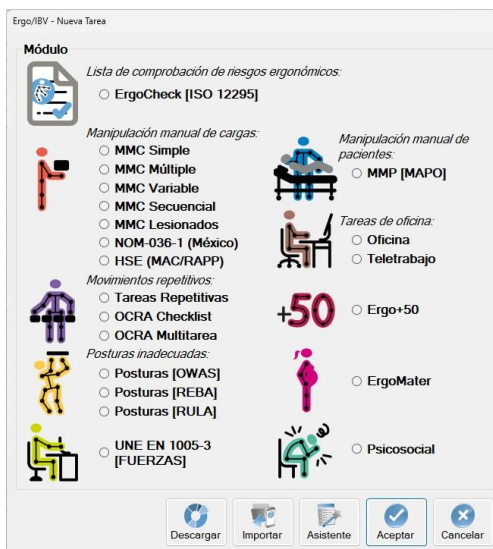 Ergo/IBV - Nueva Tarea
Módulo
Lista de comprobación de riesgos ergonómicos:
ErgoCheck [ISO 12295]
Manipulación manual de cargas:
MMC Simple
MMC Múltiple
MMC Variable
MMC Secuencial
MMC Lesionados
NOM-036-1 (México)
HSE (MAC/RAPP)
Movimientos repetitivos:
Tareas Repetitivas
OCRA Checklist
OCRA Multitarea
Posturas inadecuadas:
Posturas [OWAS]
Posturas [REBA]
Posturas [RULA]
UNE EN 1005-3
[FUERZAS]
Manipulación manual de
pacientes:
MMP [MAPO]
Tareas de oficina:
Oficina
Teletrabajo
+50
Ergo+50
ErgoMater
Psicosocial
Descargar
Importar
Asistente
Aceptar
Cancelar